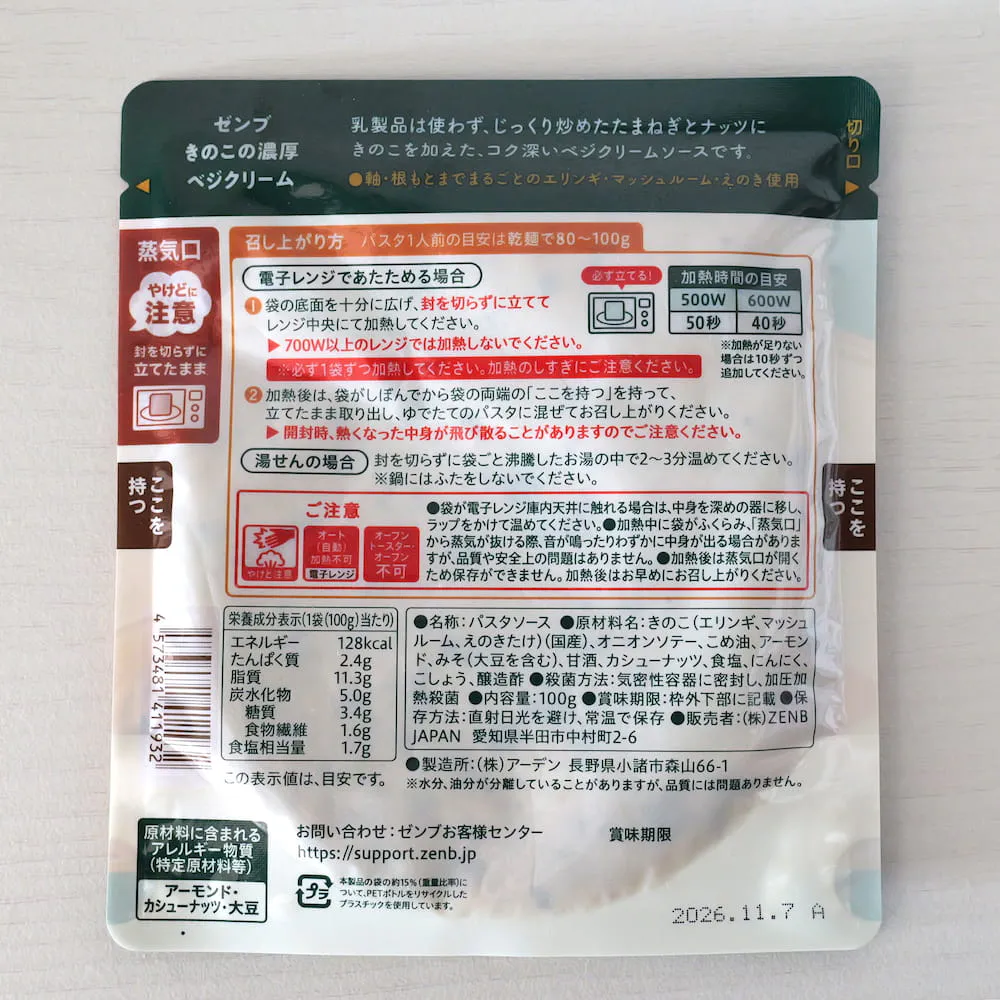 ゼンブ
きのこの濃厚
ベジクリーム
乳製品は使わず、じっくり炒めたたまねぎとナッツに
きのこを加えた、コク深いベジクリームソースです。
●軸・根もとまでまるごとのエリンギ・マッシュルーム・えのき使用
切り口
蒸気口
やけどに
注意
封を切らずに
立てたまま
召し上がり方 パスタ1人前の目安は乾麺で80～100g
電子レンジであたためる場合
1 袋の底面を十分に広げ、封を切らずに立てて
レンジ中央にて加熱してください。
▶700W以上のレンジでは加熱しないでください。
※必ず1袋ずつ加熱してください。加熱のしすぎにご注意ください。
必ず立てる!
加熱時間の目安
500W 600W
50秒 40秒
※加熱が足りない
場合は10秒ずつ
追加してください。
2 加熱後は、袋がしぼんでから袋の両端の「ここを持つ」を持って、
立てたまま取り出し、ゆでたてのパスタに混ぜてお召し上がりください。
▶開封時、熱くなった中身が飛び散ることがありますのでご注意ください。
湯せんの場合 封を切らずに袋ごと沸騰したお湯の中で2～3分温めてください。
※鍋にはふたをしないでください。
ここを
持つ
ここを
持つ
ご注意
やけど注意
オート
(自動)
加熱不可
電子レンジ
オーブン
トースター・
オーブン
不可
●袋が電子レンジ庫内天井に触れる場合は、中身を深めの器に移し、
ラップをかけて温めてください。●加熱中に袋がふくらみ、「蒸気口」
から蒸気が抜ける際、音が鳴ったりわずかに中身が出る場合がありま
すが、品質や安全上の問題はありません。●加熱後は蒸気口が開く
ため保存ができません。加熱後はお早めにお召し上がりください。
4 573481 411932
栄養成分表示(1袋(100g)当たり)
エネルギー 128kcal
たんぱく質 2.4g
脂質 11.3g
炭水化物 5.0g
糖質 3.4g
食物繊維 1.6g
食塩相当量 1.7g
この表示値は、目安です。
●名称:パスタソース ●原材料名:きのこ(エリンギ、マッシュ
ルーム、えのきたけ)(国産)、オニオンソテー、こめ油、アーモン
ド、みそ(大豆を含む)、甘酒、カシューナッツ、食塩、にんにく、
こしょう、醸造酢 ●殺菌方法:気密性容器に密封し、加圧加
熱殺菌 ●内容量:100g ●賞味期限:枠外下部に記載 ●保
存方法:直射日光を避け、常温で保存 ●販売者:(株)ZENB
JAPAN 愛知県半田市中村町2-6
●製造所:(株)アーデン 長野県小諸市森山66-1
※水分、油分が分離していることがありますが、品質には問題ありません。
原材料に含まれる
アレルギー物質
(特定原材料等)
アーモンド・
カシューナッツ・大豆
お問い合わせ:ゼンブお客様センター
https://support.zenb.jp
賞味期限
プラ
本製品の袋の約15%(重量比率)に
ついて、PETボトルをリサイクルした
プラスチックを使用しています。
2026.11.7 A